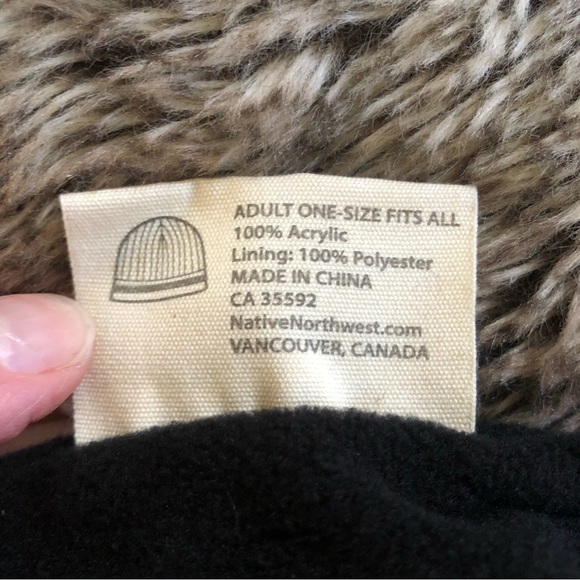 ADULT ONE-SIZE FITS ALL
100% Acrylic
Lining: 100% Polyester
MADE IN CHINA
CA 35592
NativeNorthwest.com
VANCOUVER, CANADA